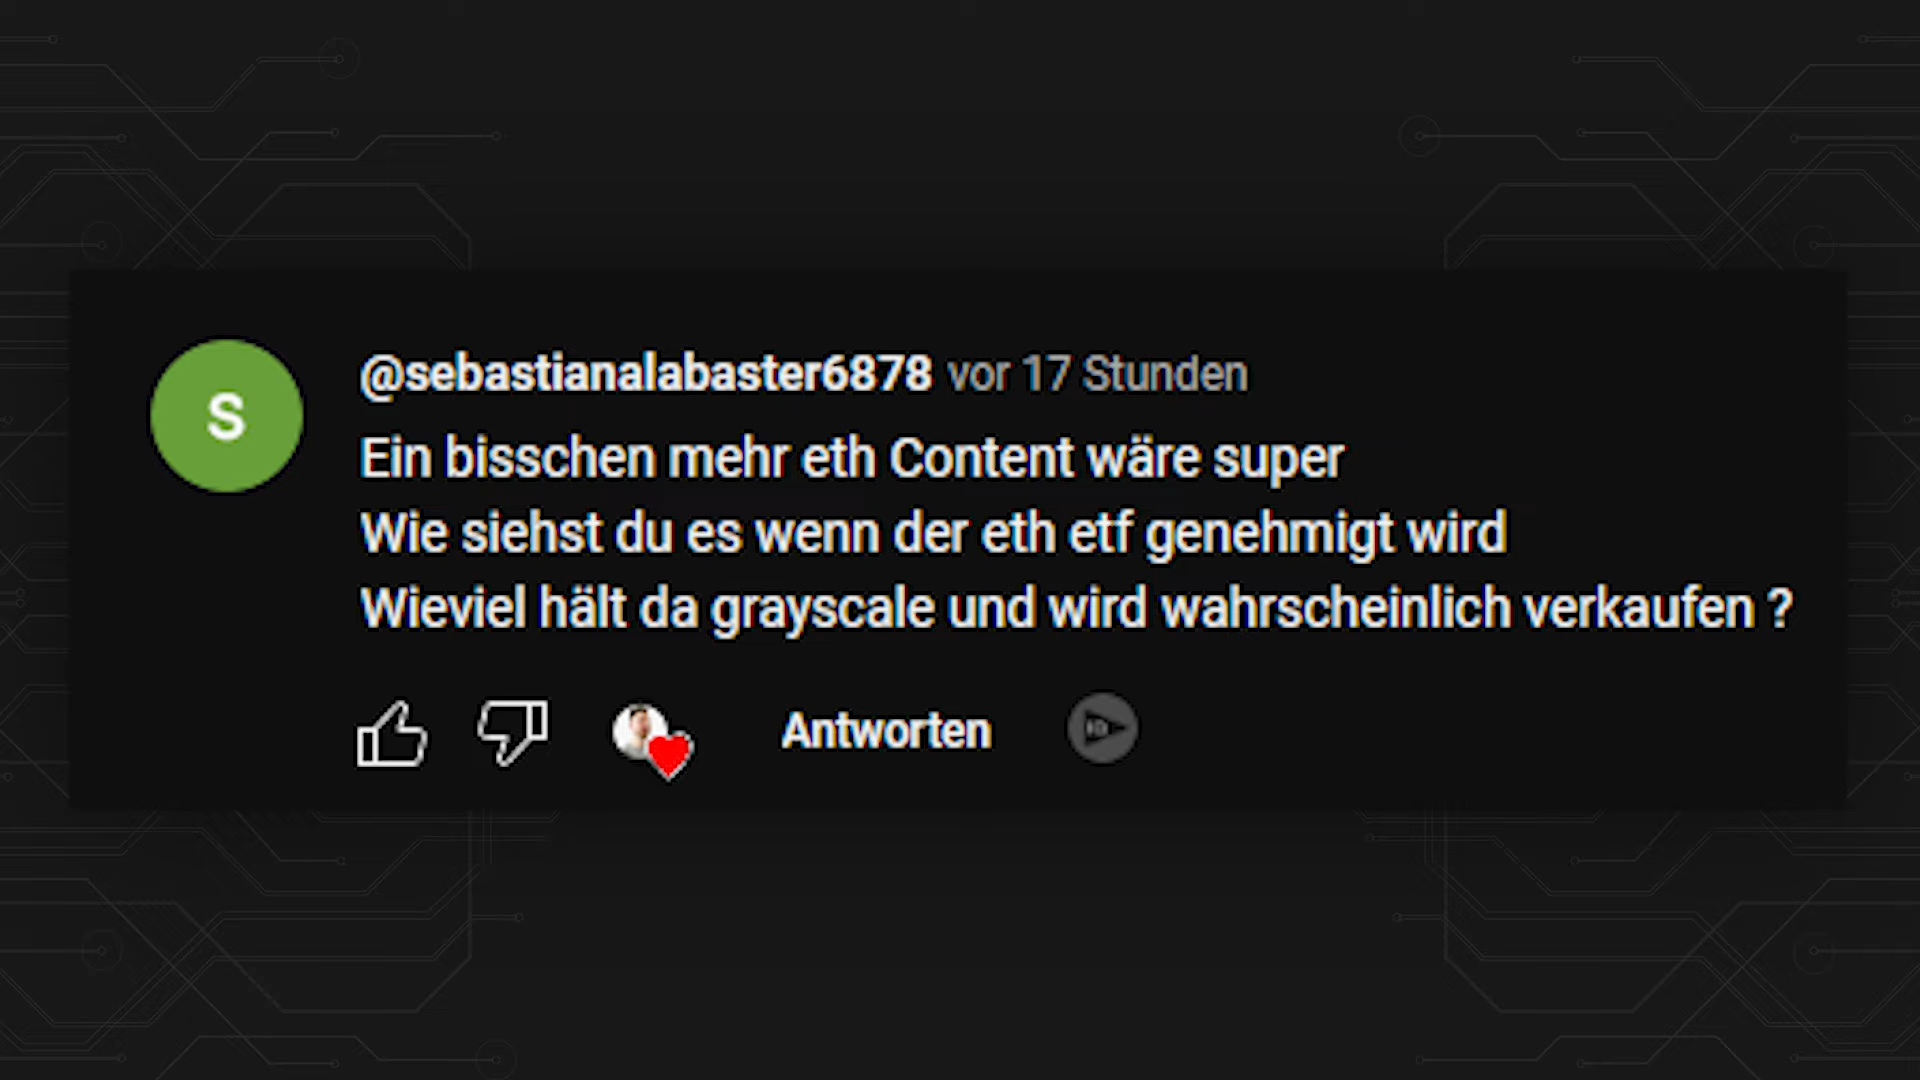 S
@sebastianalabaster6878 vor 17 Stunden
Ein bisschen mehr eth Content wäre super
Wie siehst du es wenn der eth etf genehmigt wird
Wieviel hält da grayscale und wird wahrscheinlich verkaufen ?
Antworten